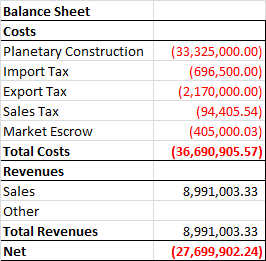 Balance Sheet
Costs
Planetary Construction (33,325,000.00)
Import Tax (696,500.00)
Export Tax (2,170,000.00)
Sales Tax (94,405.54)
Market Escrow (405,000.03)
Total Costs (36,690,905.57)
Revenues
Sales 8,991,003.33
Other
Total Revenues 8,991,003.33
Net (27,699,902.24)